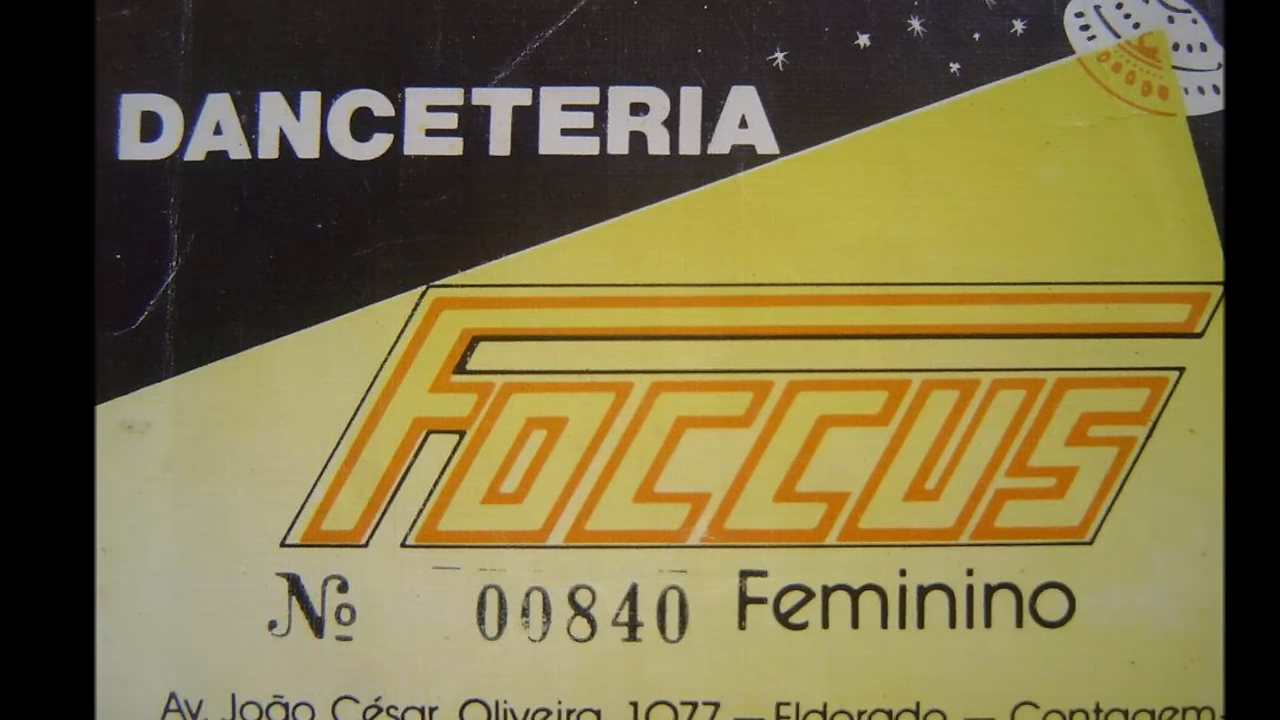 DANCETERIA
FOCCUS
Nº 00840 Feminino
Av. João César Oliveira, 1077 — Eldorado — Contagem